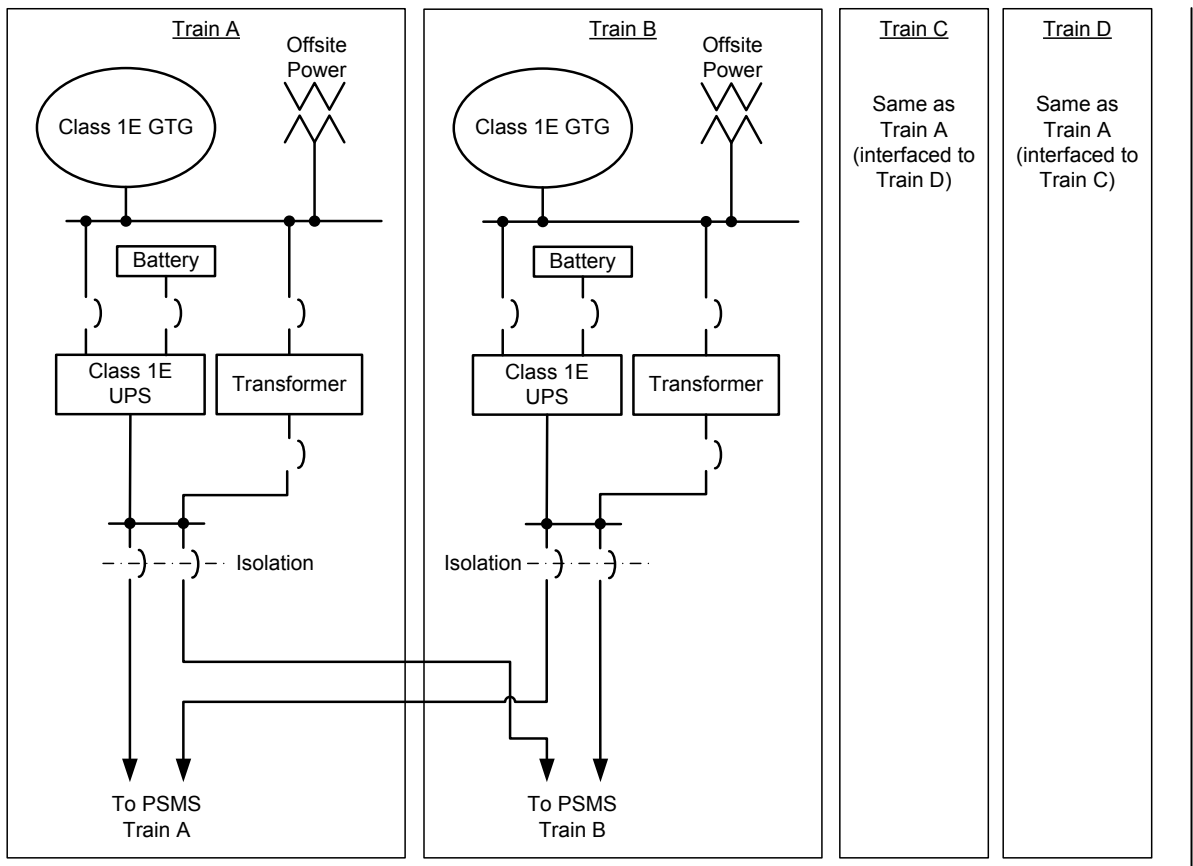 Train A
Offsite
Power
Class 1E GTG
Battery
Class 1E
UPS
Transformer
Isolation
To PSMS
Train A
Train B
Offsite
Power
Class 1E GTG
Battery
Class 1E
UPS
Transformer
Isolation
To PSMS
Train B
Train C
Same as
Train A
(interfaced to
Train D)
Train D
Same as
Train A
(interfaced to
Train C)